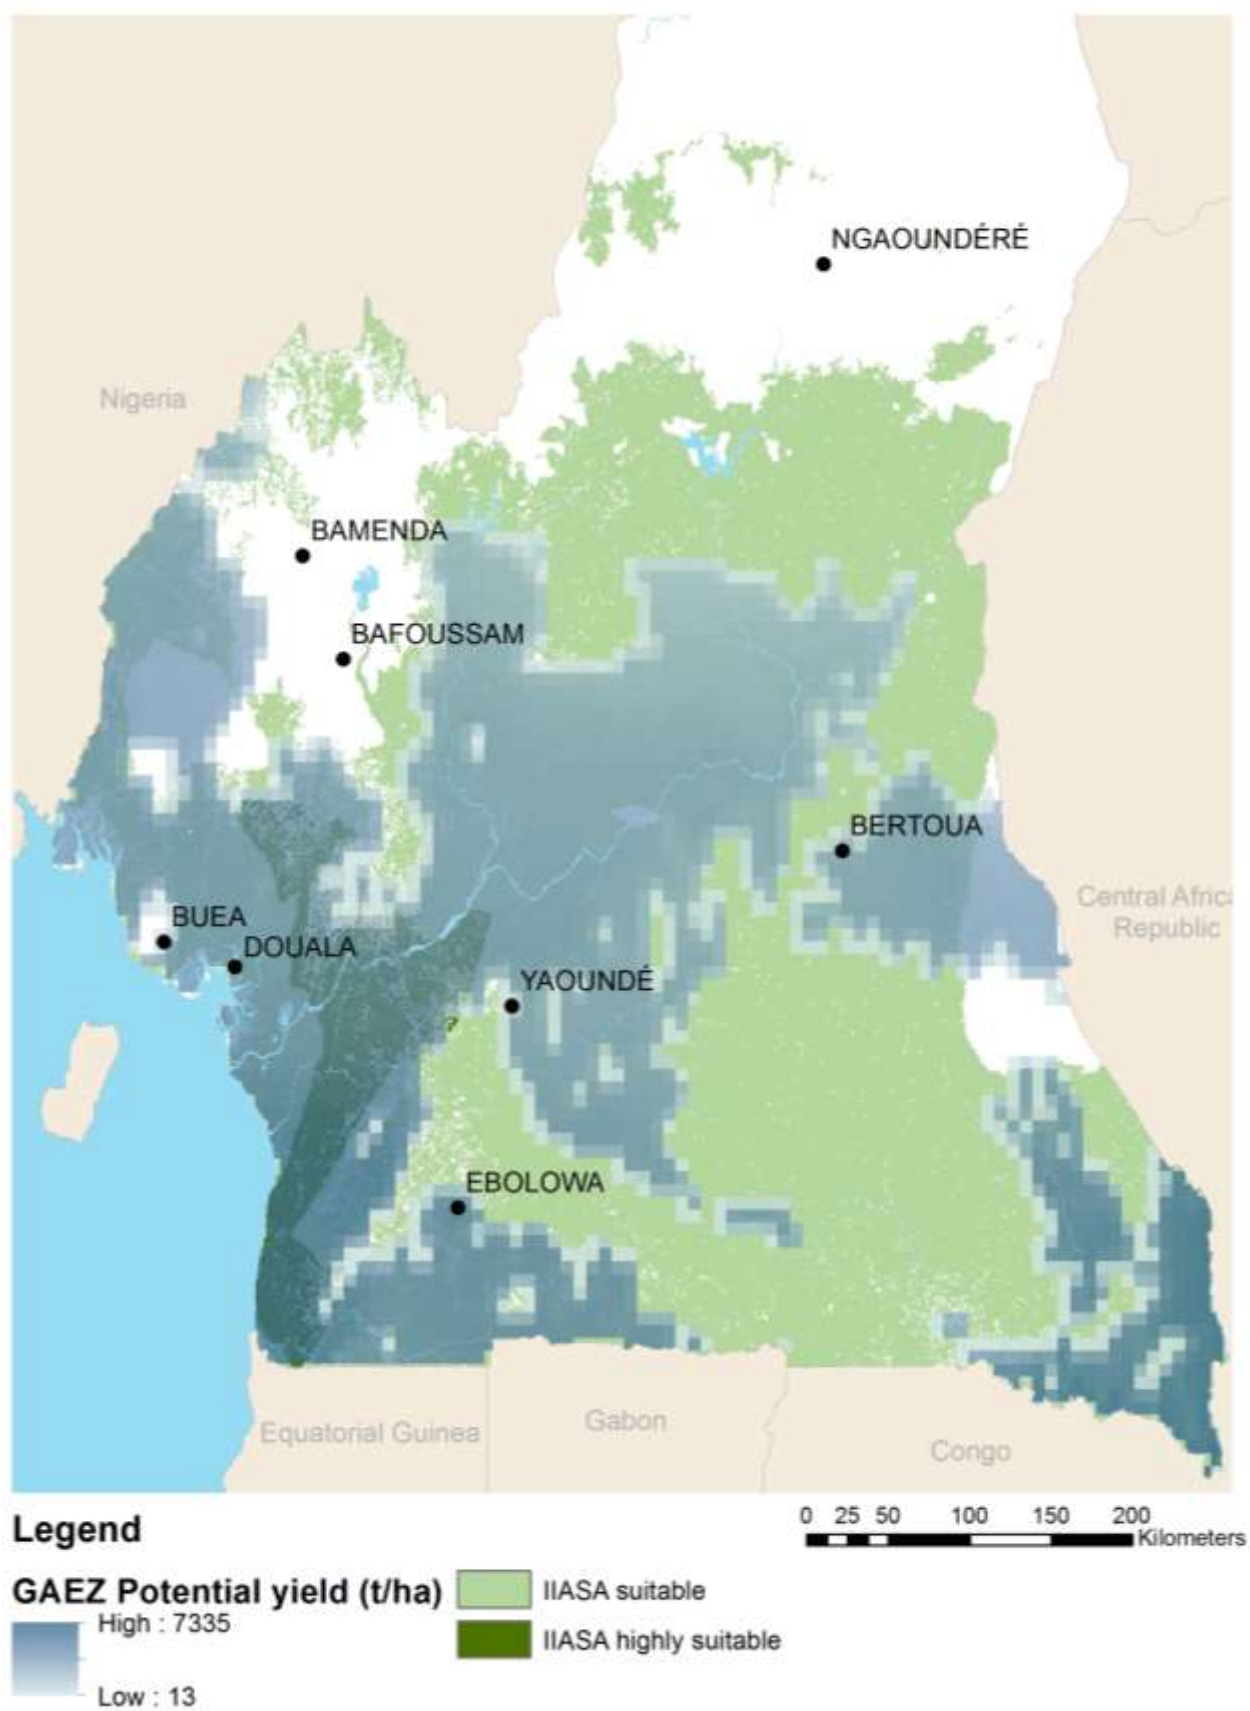 NGAOUNDÉRÉ
Nigeria
BAMENDA
BAFOUSSAM
BERTOUA
Central Afric
Republic
BUEA
DOUALA
YAOUNDÉ
EBOLOWA
Equatorial Guinea
Gabon
Congo
Legend
0 25 50 100 150 200
Kilometers
GAEZ Potential yield (t/ha)
High : 7335
Low : 13
IIASA suitable
IIASA highly suitable